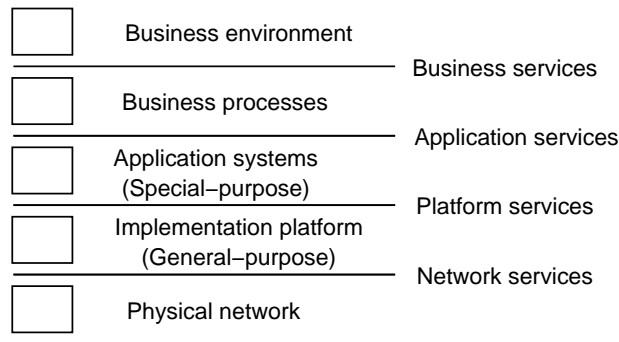 Business environment
Business services
Business processes
Application services
Application systems
(Special−purpose)
Platform services
Implementation platform
(General−purpose)
Network services
Physical network